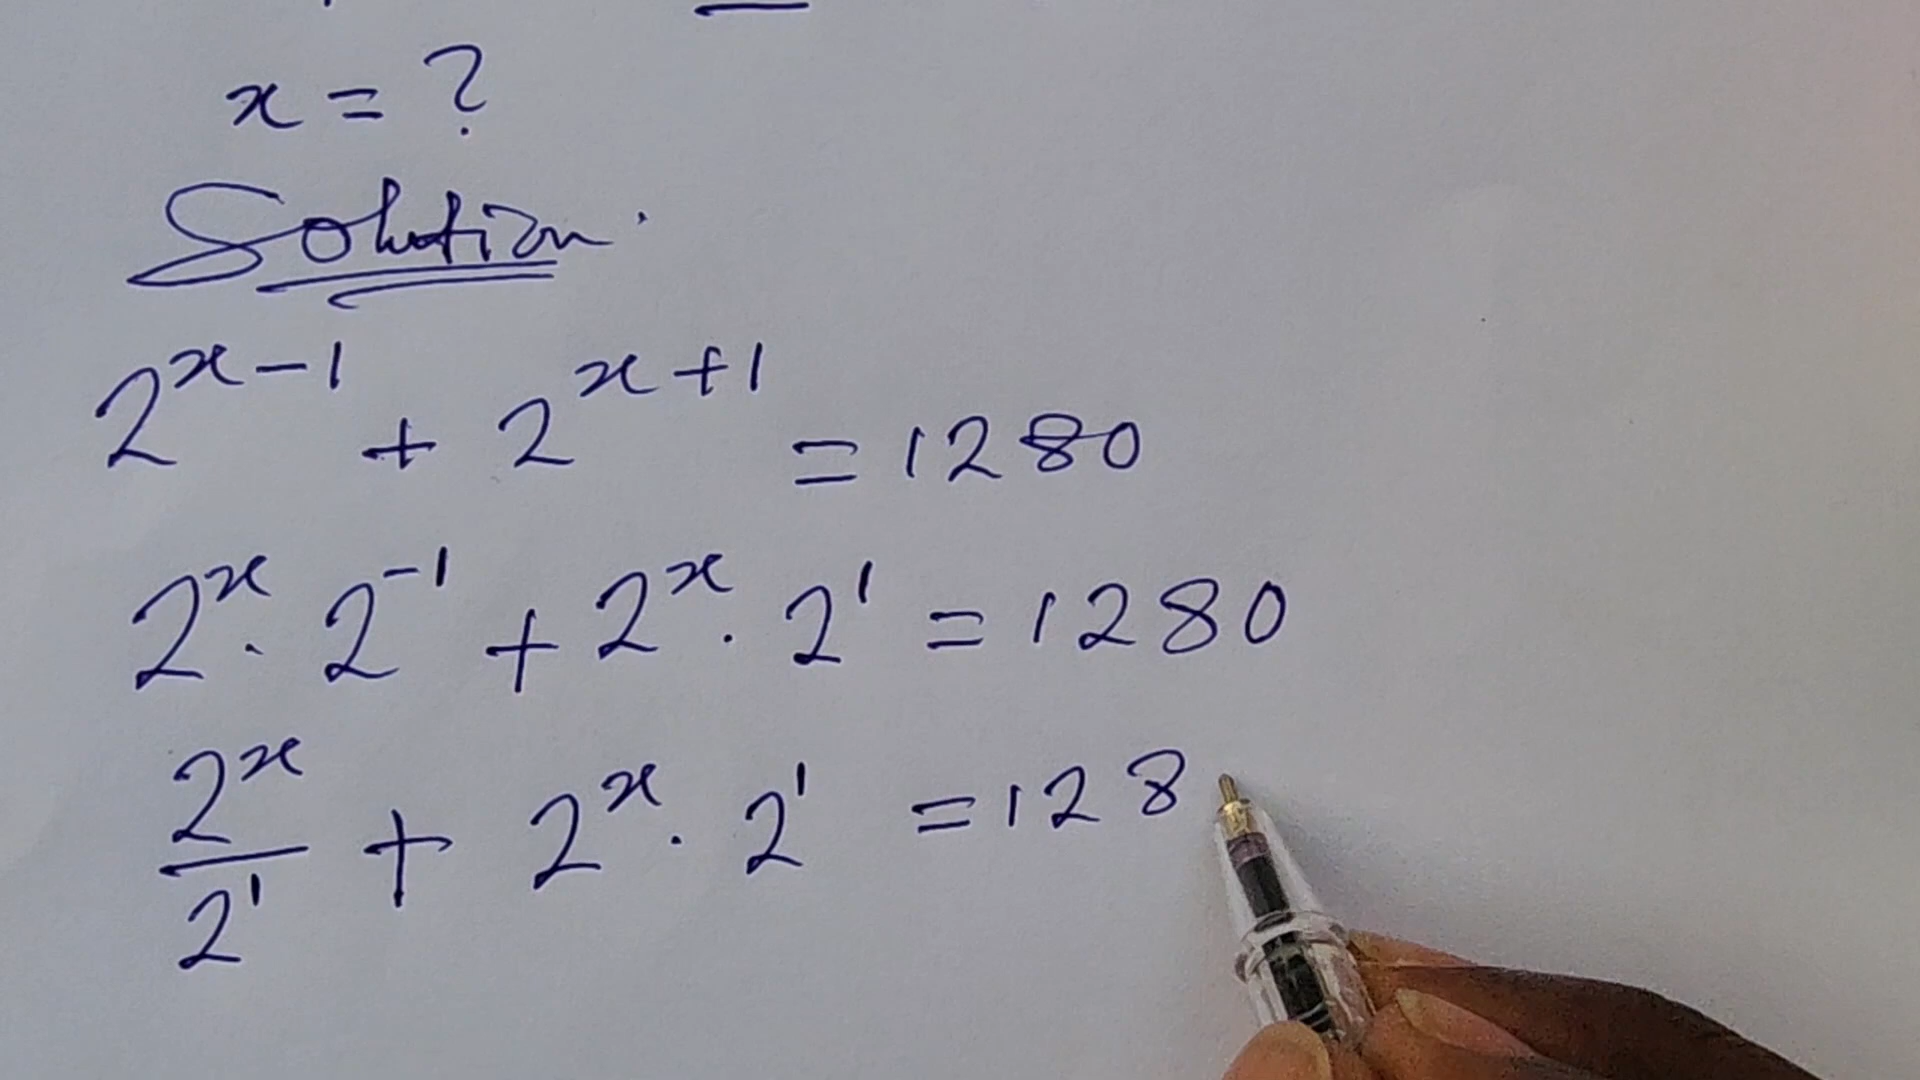 x = ?
Solution.
2^{x-1} + 2^{x+1} = 1280
2^x · 2^{-1} + 2^x · 2^1 = 1280
\frac{2^x}{2^1} + 2^x · 2^1 = 128